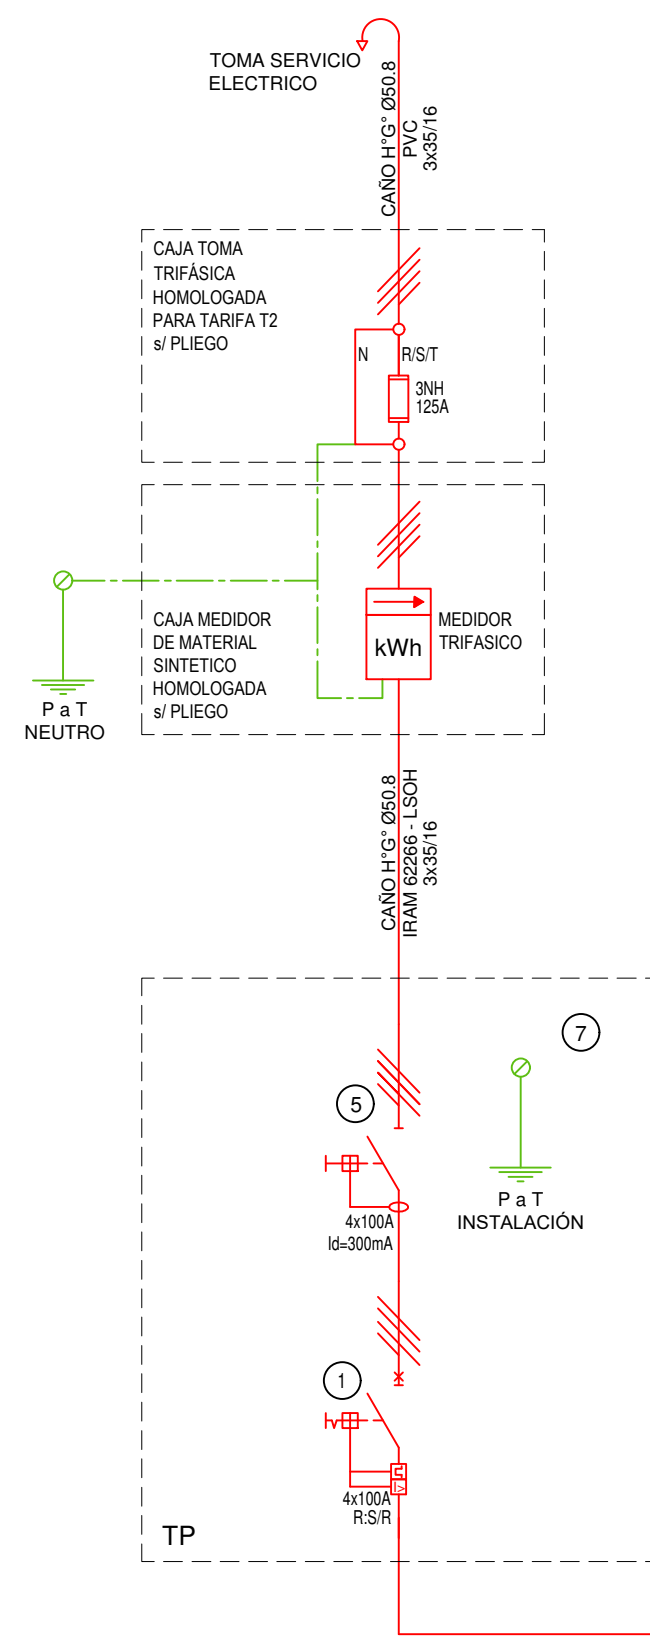 TOMA SERVICIO
ELECTRICO
CAÑO H°G° Ø50.8
PVC
3x35/16
CAJA TOMA
TRIFÁSICA
HOMOLOGADA
PARA TARIFA T2
s/ PLIEGO
N
R/S/T
3NH
125A
CAJA MEDIDOR
DE MATERIAL
SINTETICO
HOMOLOGADA
s/ PLIEGO
kWh
MEDIDOR
TRIFASICO
P a T
NEUTRO
CAÑO H°G° Ø50.8
IRAM 62266 - LSOH
3x35/16
7
5
4x100A
Id=300mA
P a T
INSTALACIÓN
1
I>
4x100A
R:S/R
TP